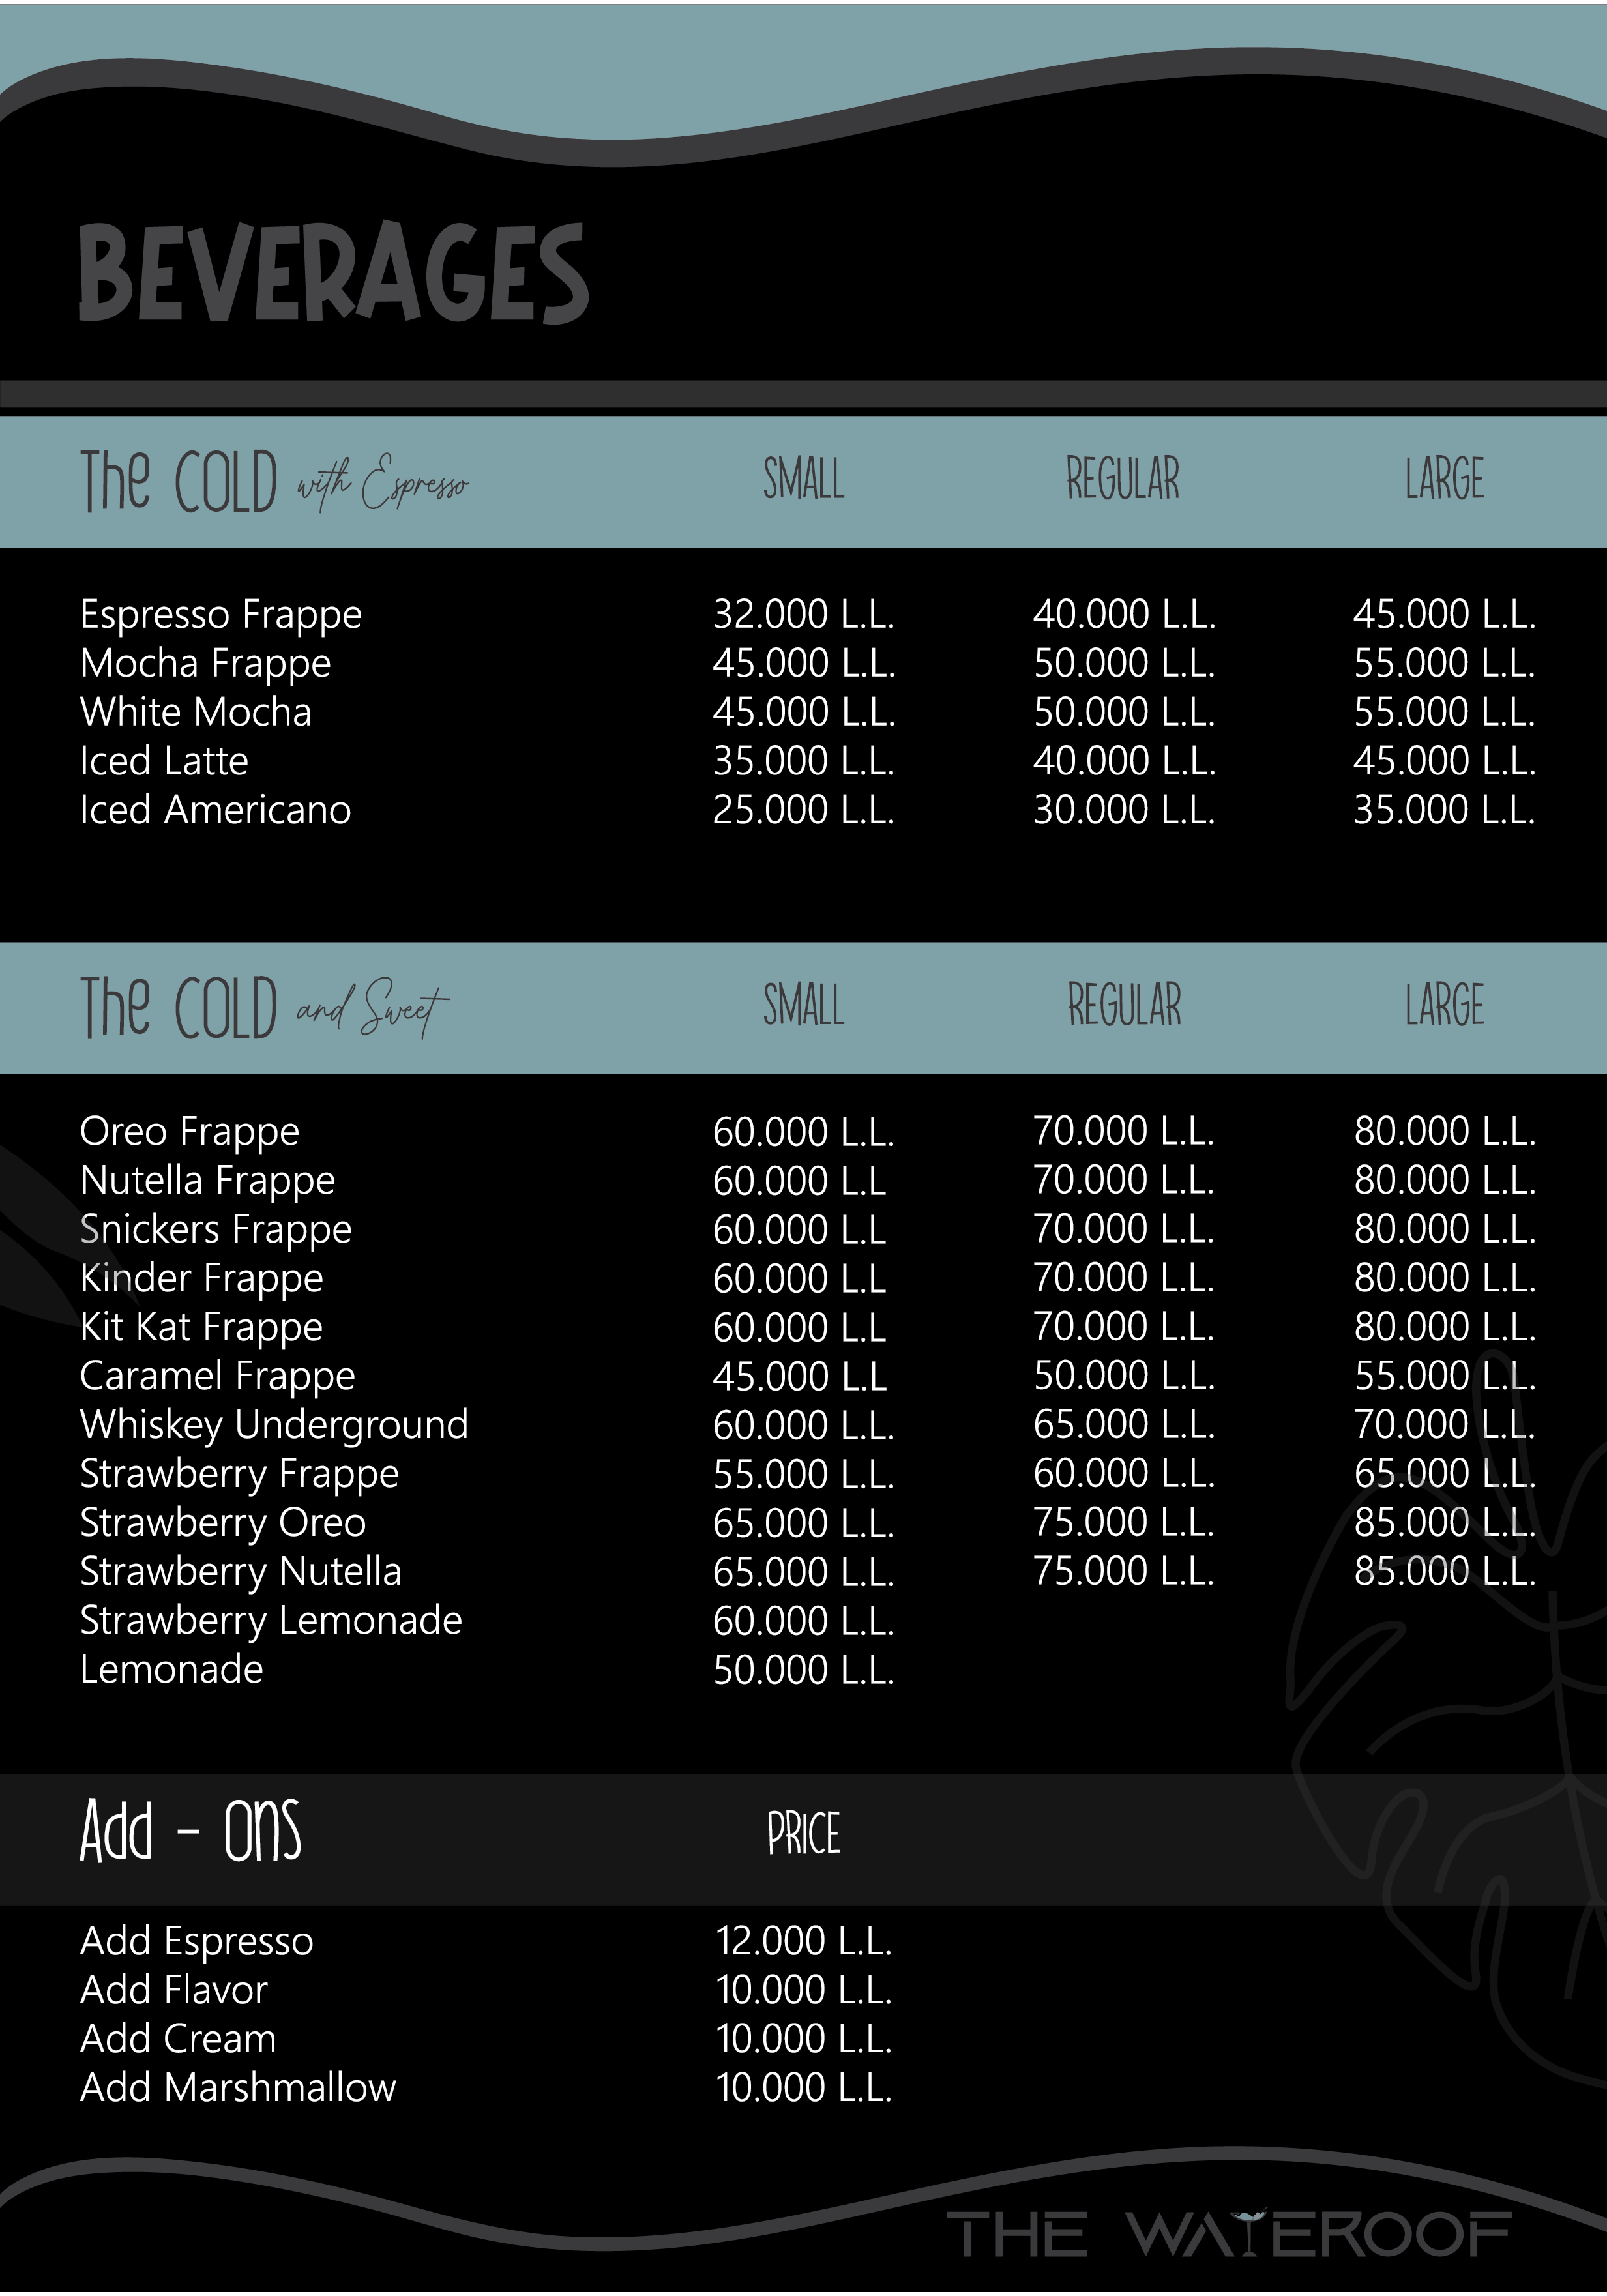 BEVERAGES
The COLD with Espresso SMALL REGULAR LARGE
Espresso Frappe 32.000 L.L. 40.000 L.L. 45.000 L.L.
Mocha Frappe 45.000 L.L. 50.000 L.L. 55.000 L.L.
White Mocha 45.000 L.L. 50.000 L.L. 55.000 L.L.
Iced Latte 35.000 L.L. 40.000 L.L. 45.000 L.L.
Iced Americano 25.000 L.L. 30.000 L.L. 35.000 L.L.
The COLD and Sweet SMALL REGULAR LARGE
Oreo Frappe 60.000 L.L. 70.000 L.L. 80.000 L.L.
Nutella Frappe 60.000 L.L 70.000 L.L. 80.000 L.L.
Snickers Frappe 60.000 L.L 70.000 L.L. 80.000 L.L.
Kinder Frappe 60.000 L.L 70.000 L.L. 80.000 L.L.
Kit Kat Frappe 60.000 L.L 70.000 L.L. 80.000 L.L.
Caramel Frappe 45.000 L.L 50.000 L.L. 55.000 L.L.
Whiskey Underground 60.000 L.L. 65.000 L.L. 70.000 L.L.
Strawberry Frappe 55.000 L.L. 60.000 L.L. 65.000 L.L.
Strawberry Oreo 65.000 L.L. 75.000 L.L. 85.000 L.L.
Strawberry Nutella 65.000 L.L. 75.000 L.L. 85.000 L.L.
Strawberry Lemonade 60.000 L.L.
Lemonade 50.000 L.L.
Add - ONS PRICE
Add Espresso 12.000 L.L.
Add Flavor 10.000 L.L.
Add Cream 10.000 L.L.
Add Marshmallow 10.000 L.L.
THE WATEROOF